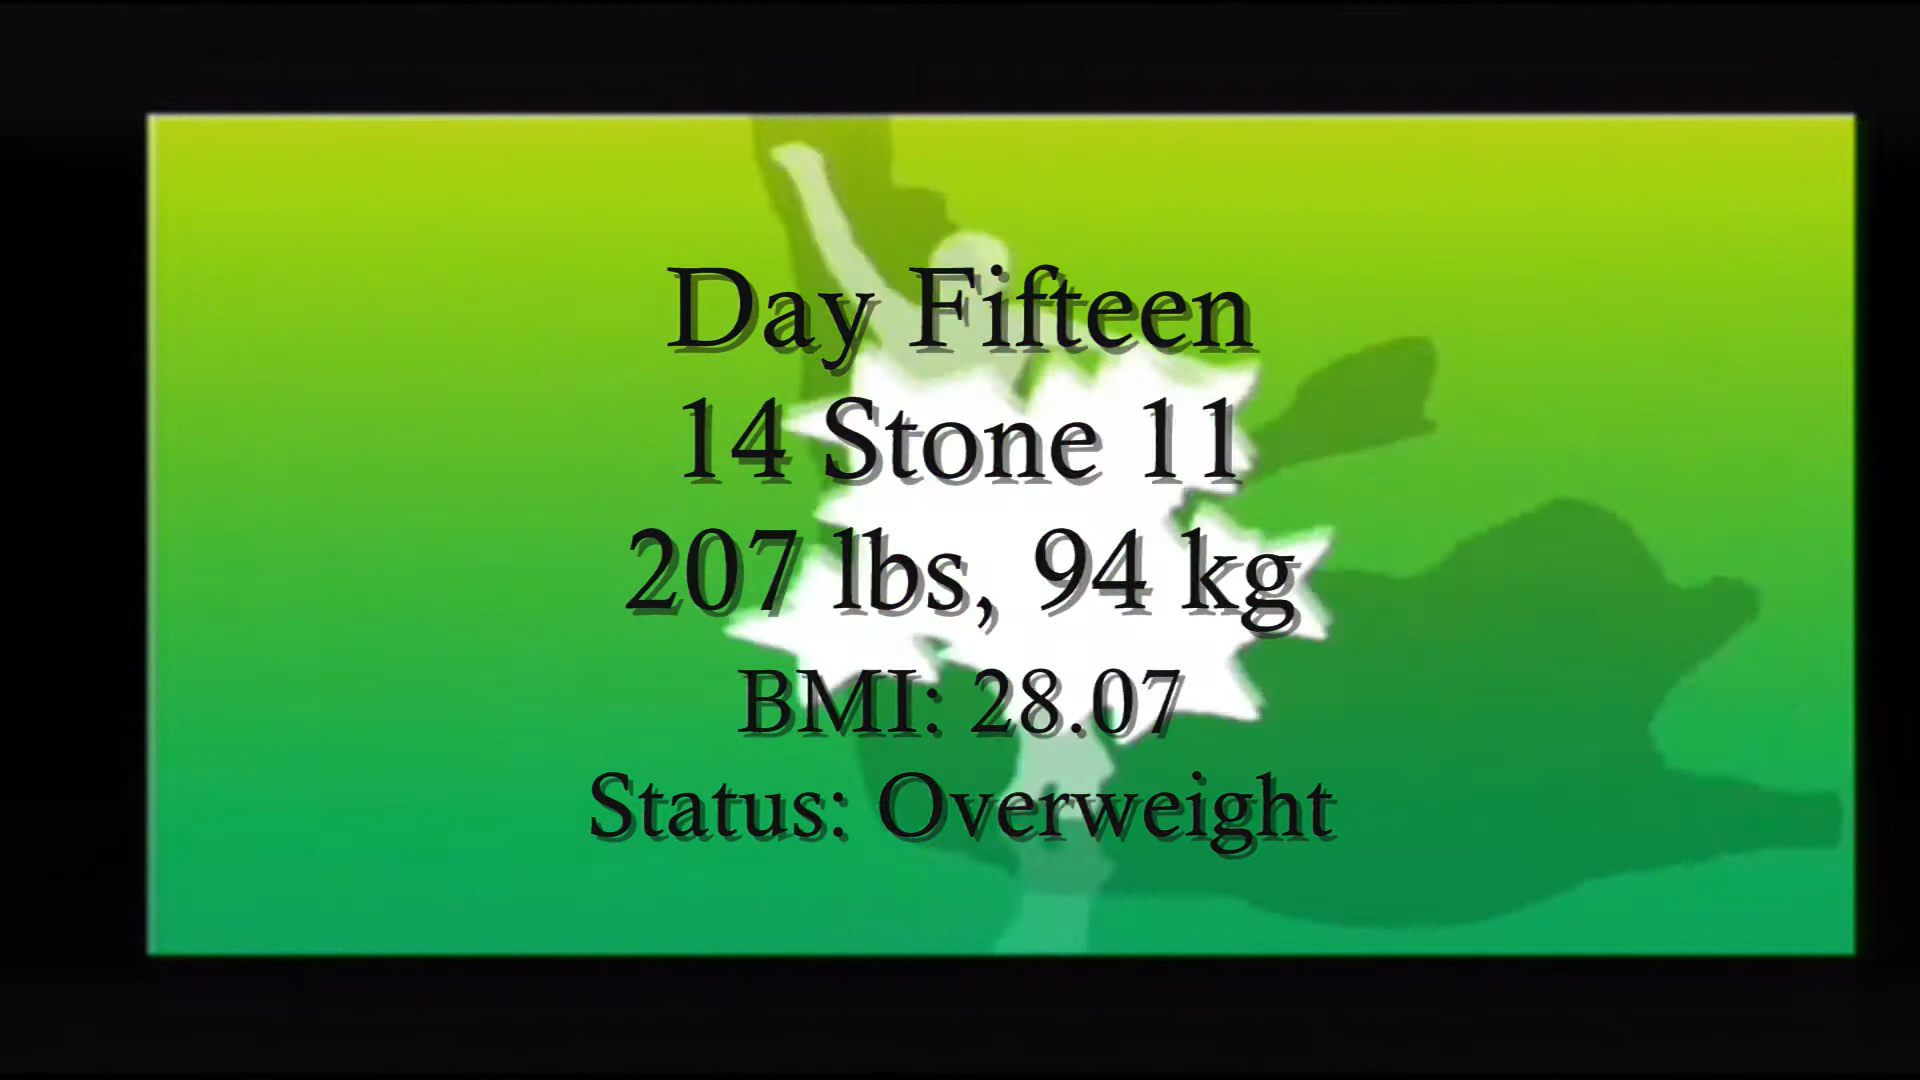 Day Fifteen
14 Stone 11
207 lbs, 94 kg
BMI: 28.07
Status: Overweight